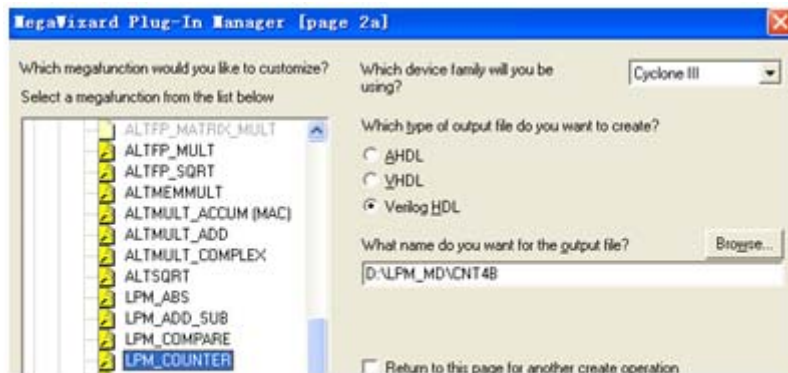 MegaWizard Plug-In Manager [page 2a]
Which megafunction would you like to customize?
Select a megafunction from the list below
ALTFP_MATRIX_MULT
ALTFP_MULT
ALTFP_SQRT
ALTMEMMULT
ALTMULT_ACCUM (MAC)
ALTMULT_ADD
ALTMULT_COMPLEX
ALTSQRT
LPM_ABS
LPM_ADD_SUB
LPM_COMPARE
LPM_COUNTER
Which device family will you be
using?
Cyclone III
Which type of output file do you want to create?
AHDL
VHDL
Verilog HDL
What name do you want for the output file?
Browse...
D:\LPM_MD\CNT4B
Return to this page for another create operation